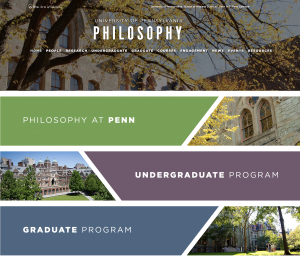 UNIVERSITY OF PENNSYLVANIA
PHILOSOPHY
HOME PEOPLE RESEARCH UNDERGRADUATE GRADUATE COURSES ENGAGEMENT NEWS EVENTS RESOURCES
PHILOSOPHY AT PENN
UNDERGRADUATE PROGRAM
GRADUATE PROGRAM